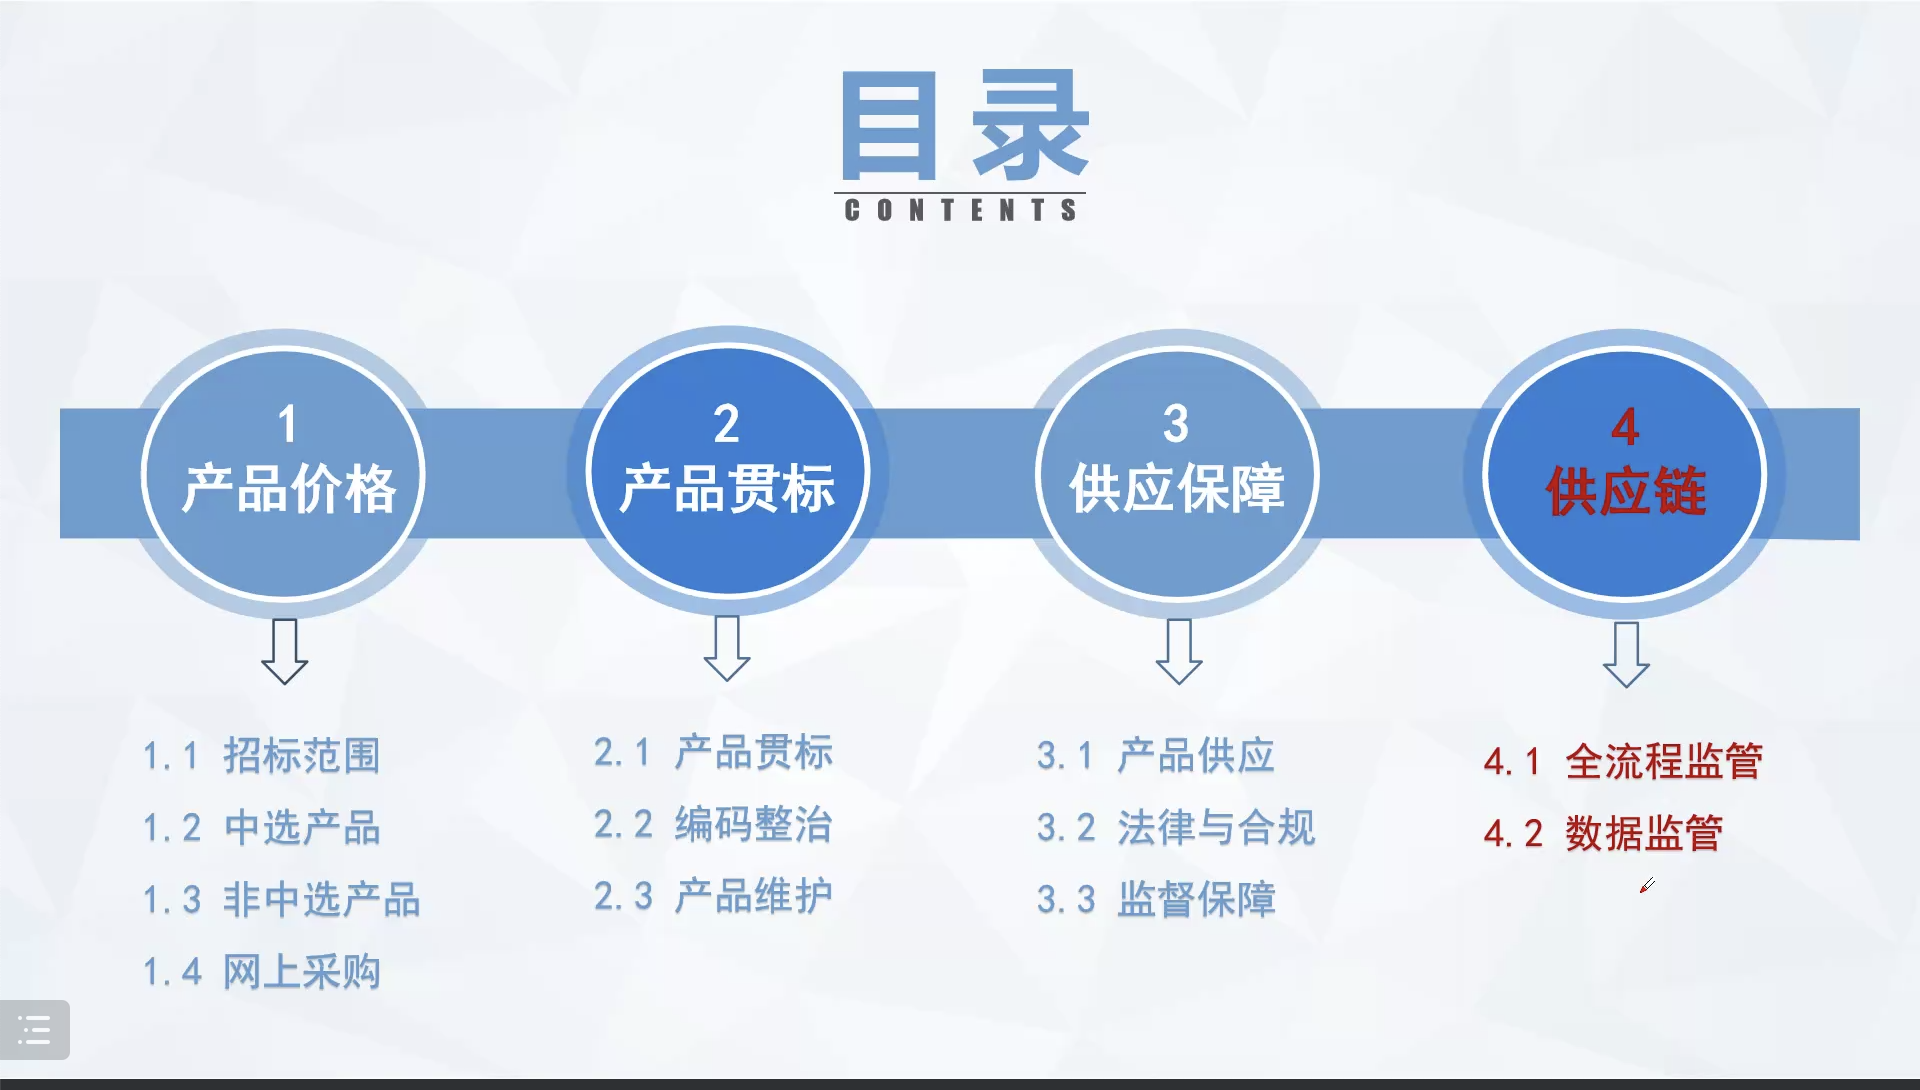 目录
CONTENTS
1
产品价格
2
产品贯标
3
供应保障
4
供应链
1.1 招标范围
1.2 中选产品
1.3 非中选产品
1.4 网上采购
2.1 产品贯标
2.2 编码整治
2.3 产品维护
3.1 产品供应
3.2 法律与合规
3.3 监督保障
4.1 全流程监管
4.2 数据监管